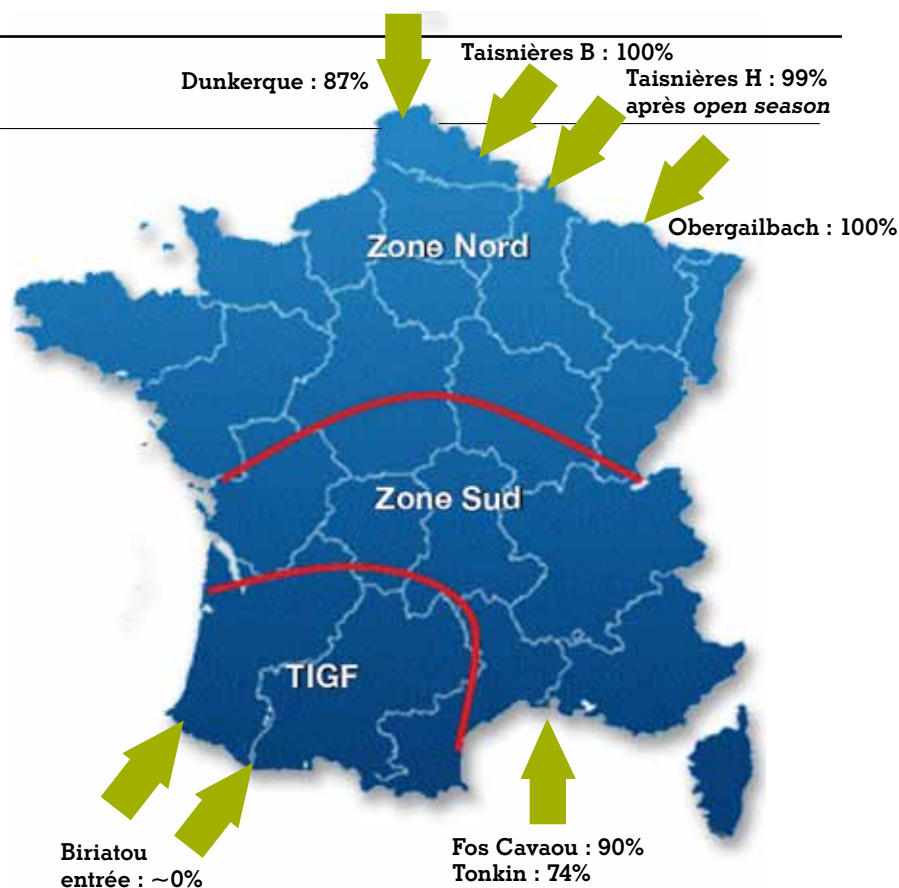 Taisnières B : 100%
Dunkerque : 87%
Taisnières H : 99%
après open season
Obergailbach : 100%
Zone Nord
Zone Sud
TIGF
Biriatou
entrée : ~0%
Fos Cavaou : 90%
Tonkin : 74%